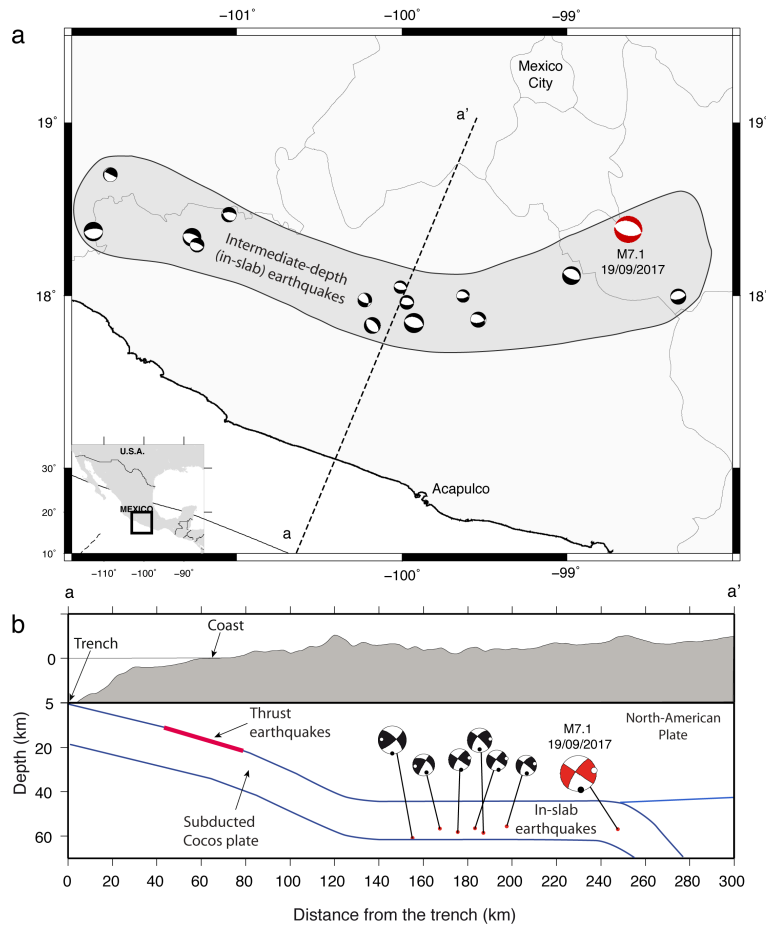 a
−101˚
−100˚
−99˚
Mexico
City
a’
19˚
19˚
Intermediate-depth
(in-slab) earthquakes
M7.1
19/09/2017
18˚
18˚
Acapulco
a
U.S.A.
MEXICO
30˚
20˚
10˚
−110˚
−100˚
−90˚
−100˚
−99˚
a
a’
b
Coast
Trench
0
5
Thrust
earthquakes
M7.1
19/09/2017
North-American
Plate
Depth (km)
20
40
60
Subducted
Cocos plate
In-slab
earthquakes
0
20
40
60
80
100
120
140
160
180
200
220
240
260
280
300
Distance from the trench (km)